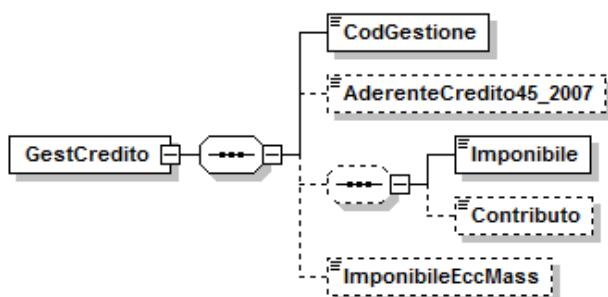 CodGestione
AderenteCredito45_2007
GestCredito
Imponibile
Contributo
ImponibileEccMass